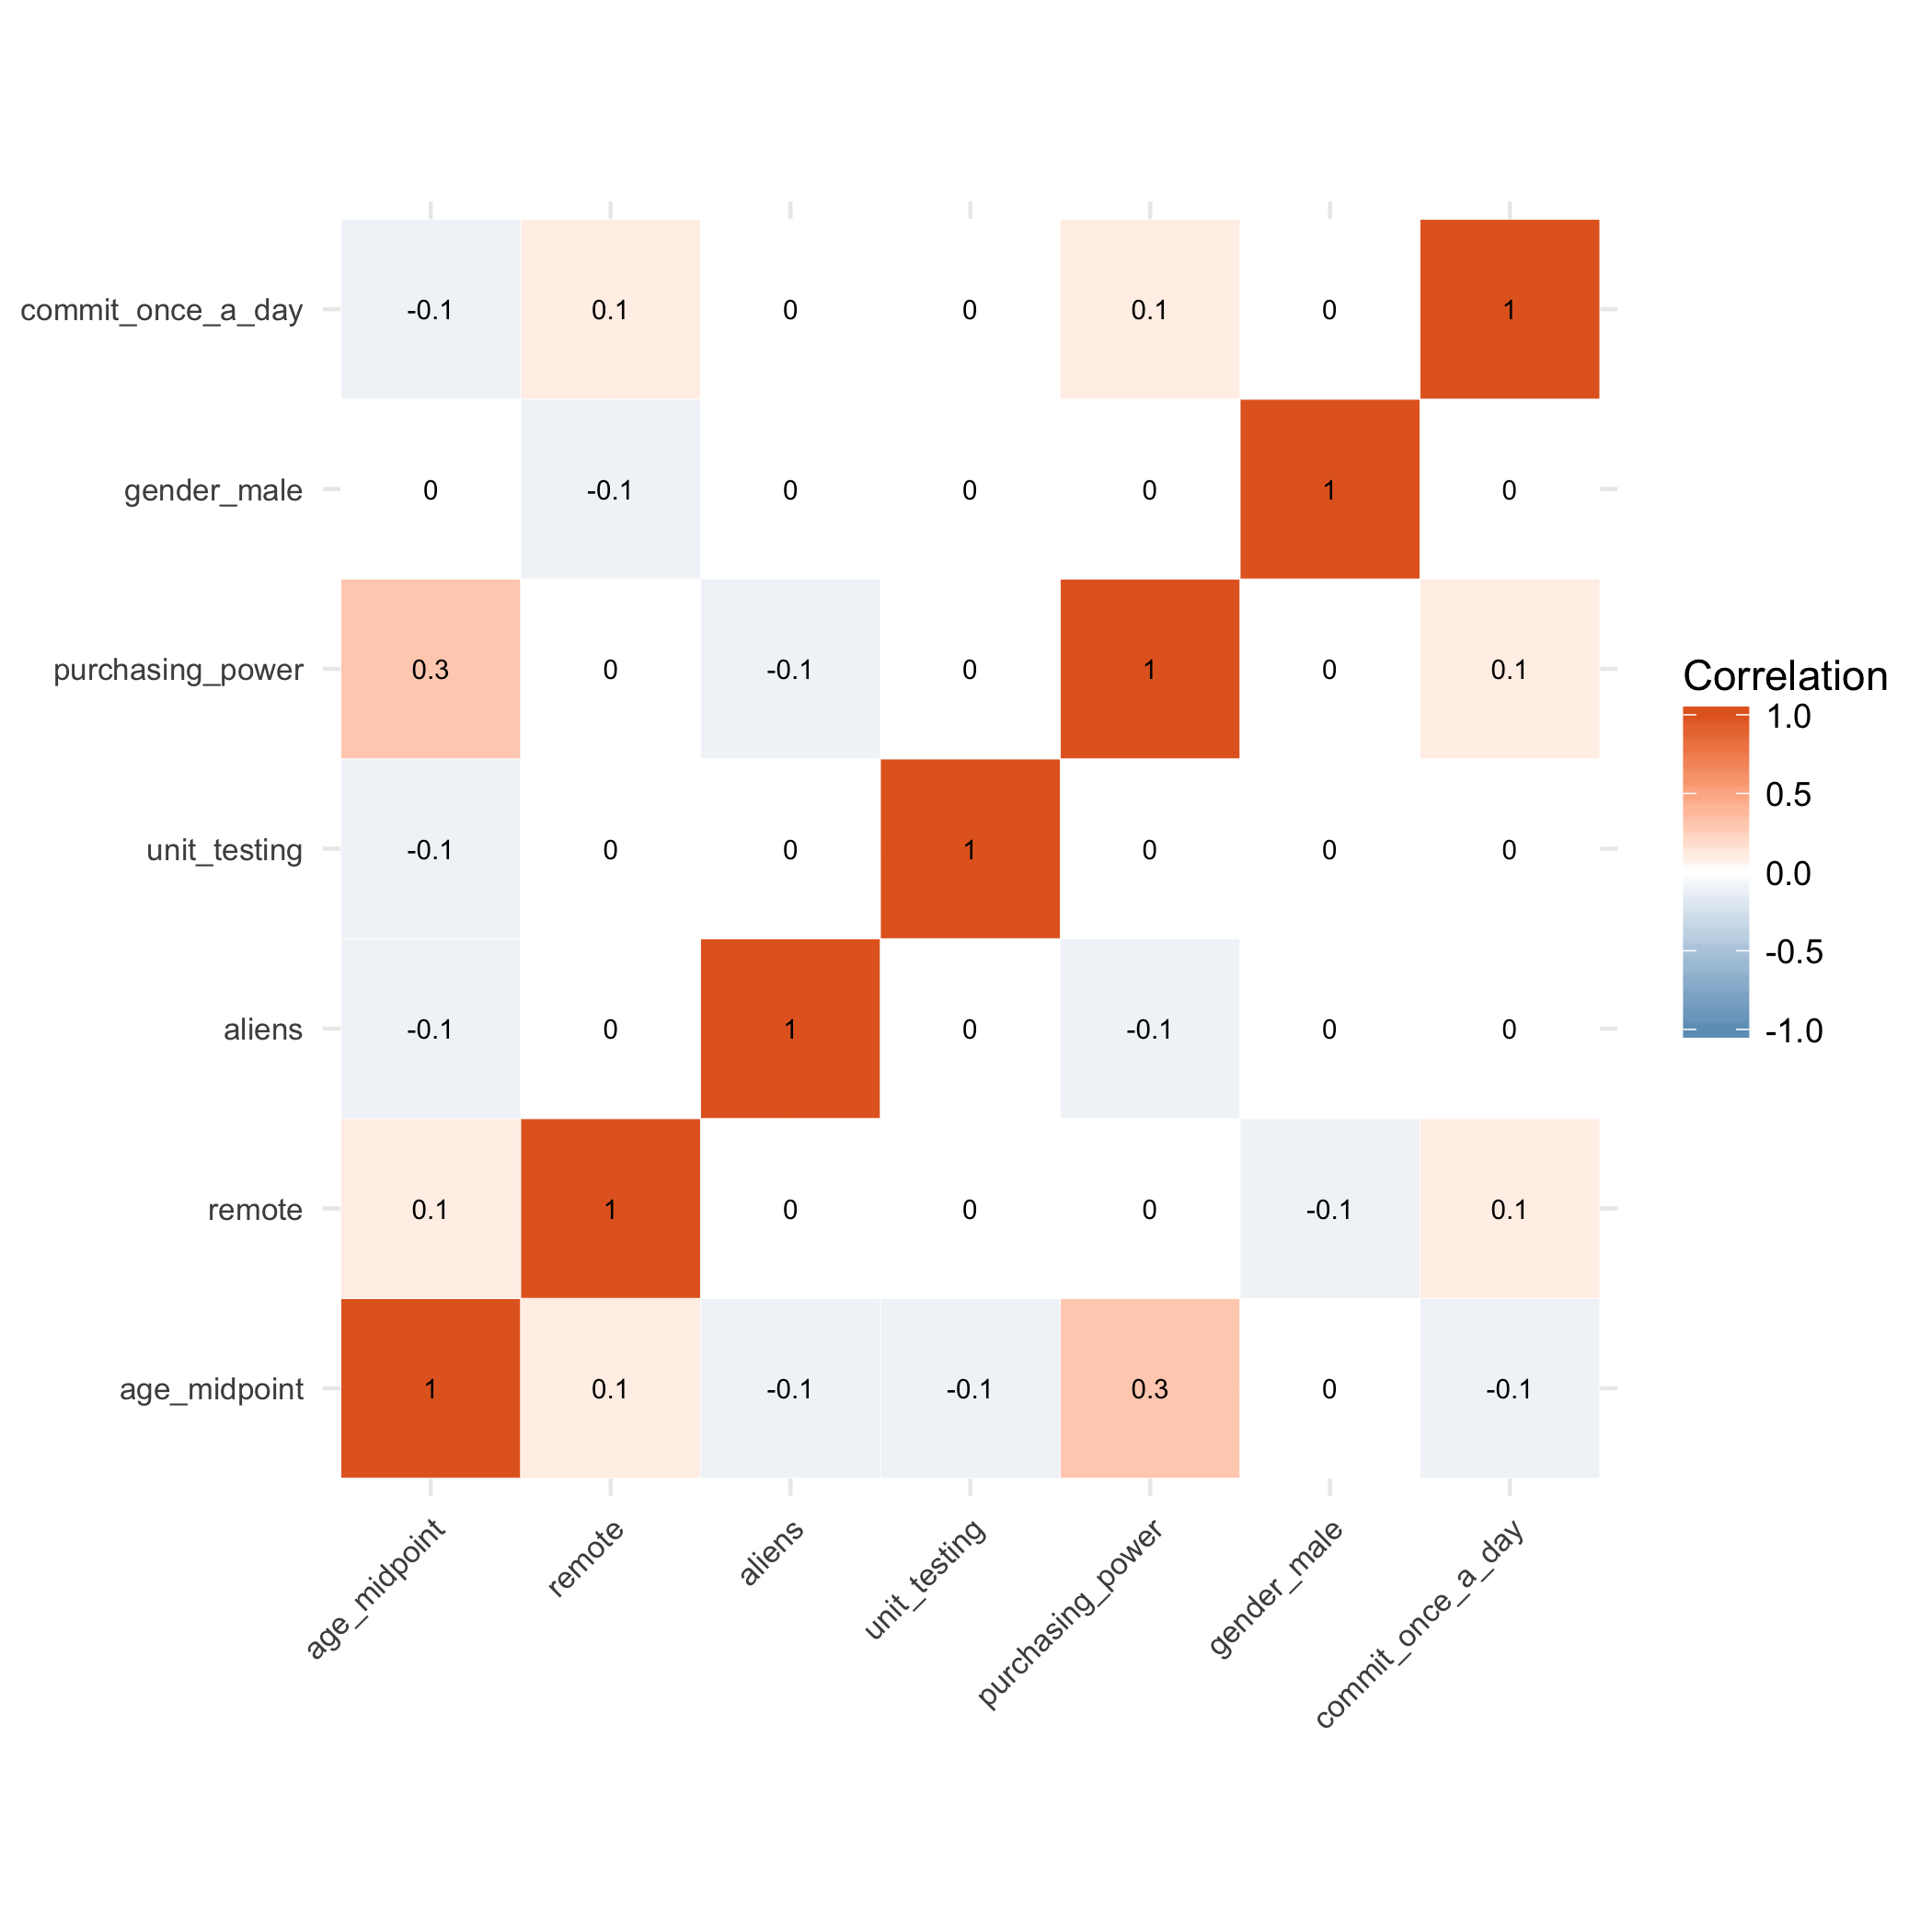 commit_once_a_day -0.1 0.1 0 0 0.1 0 1
gender_male 0 -0.1 0 0 0 1 0
purchasing_power 0.3 0 -0.1 0 1 0 0.1
unit_testing -0.1 0 0 1 0 0 0
aliens -0.1 0 1 0 -0.1 0 0
remote 0.1 1 0 0 0 -0.1 0.1
age_midpoint 1 0.1 -0.1 -0.1 0.3 0 -0.1
age_midpoint remote aliens unit_testing purchasing_power gender_male commit_once_a_day
Correlation
1.0
0.5
0.0
-0.5
-1.0